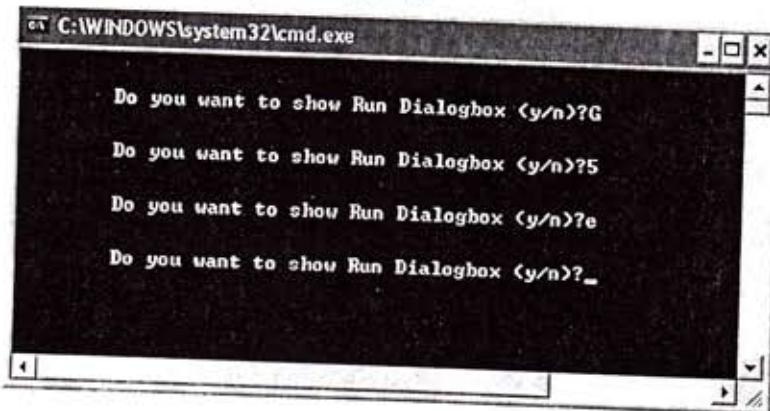 C:\WINDOWS\system32\cmd.exe
Do you want to show Run Dialogbox (y/n)?G
Do you want to show Run Dialogbox (y/n)?5
Do you want to show Run Dialogbox (y/n)?e
Do you want to show Run Dialogbox (y/n)?_